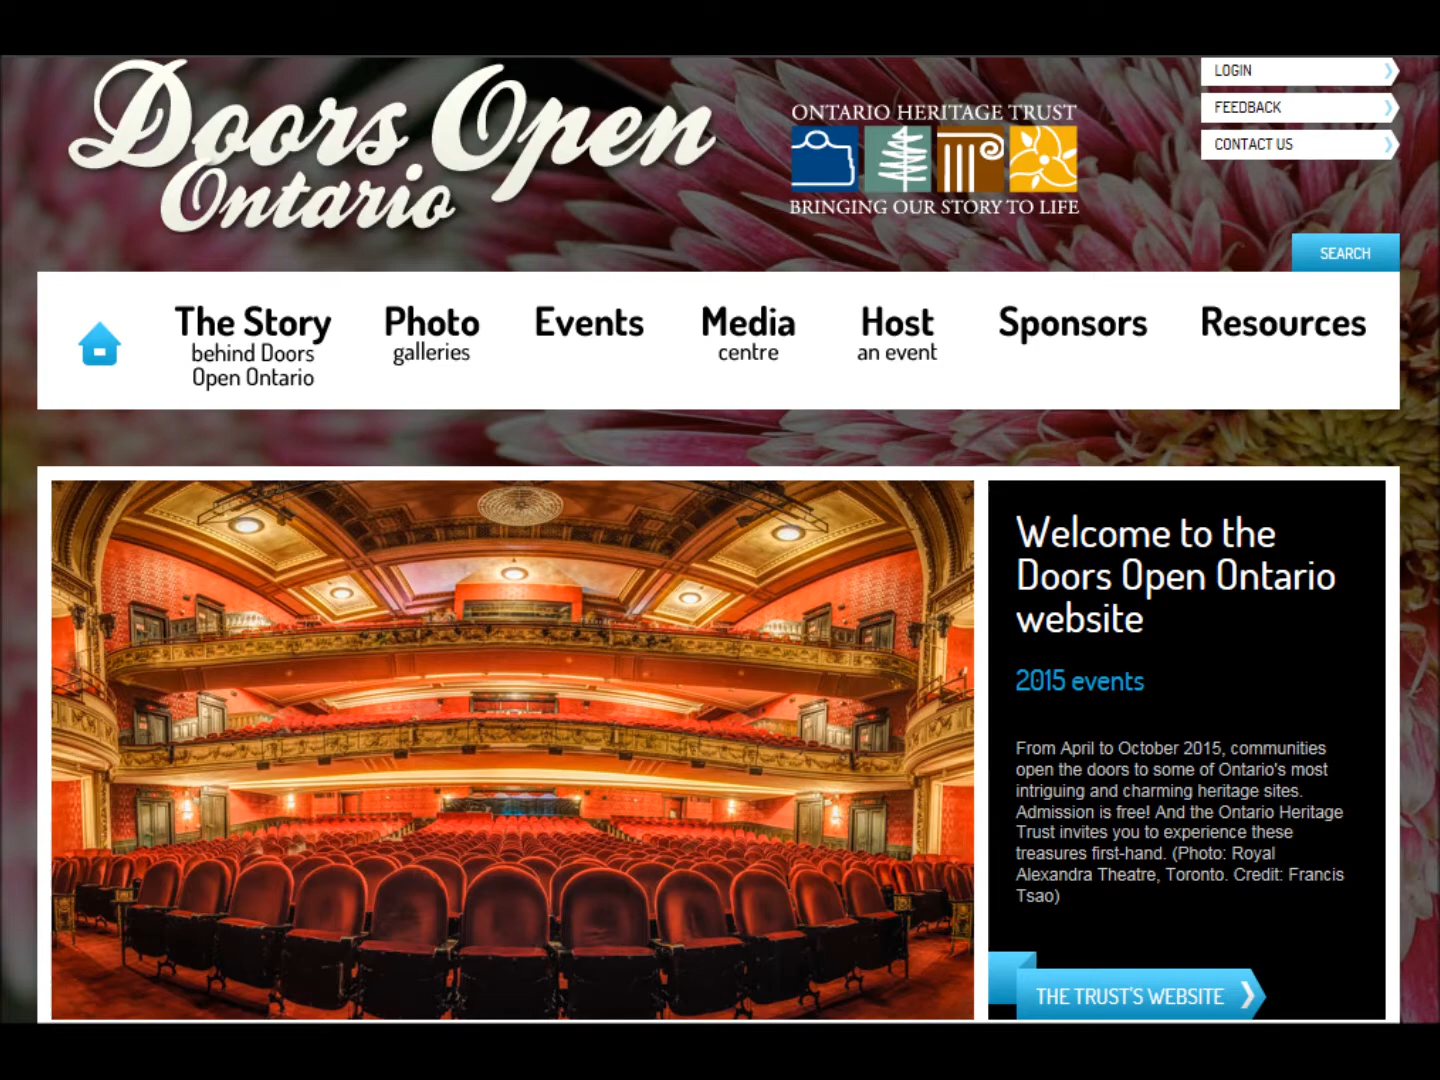 Doors Open
Ontario
ONTARIO HERITAGE TRUST
BRINGING OUR STORY TO LIFE
LOGIN
FEEDBACK
CONTACT US
SEARCH
The Story
behind Doors
Open Ontario
Photo
galleries
Events
Media
centre
Host
an event
Sponsors
Resources
Welcome to the
Doors Open Ontario
website
2015 events
From April to October 2015, communities
open the doors to some of Ontario's most
intriguing and charming heritage sites.
Admission is free! And the Ontario Heritage
Trust invites you to experience these
treasures first-hand. (Photo: Royal
Alexandra Theatre, Toronto. Credit: Francis
Tsao)
THE TRUST'S WEBSITE